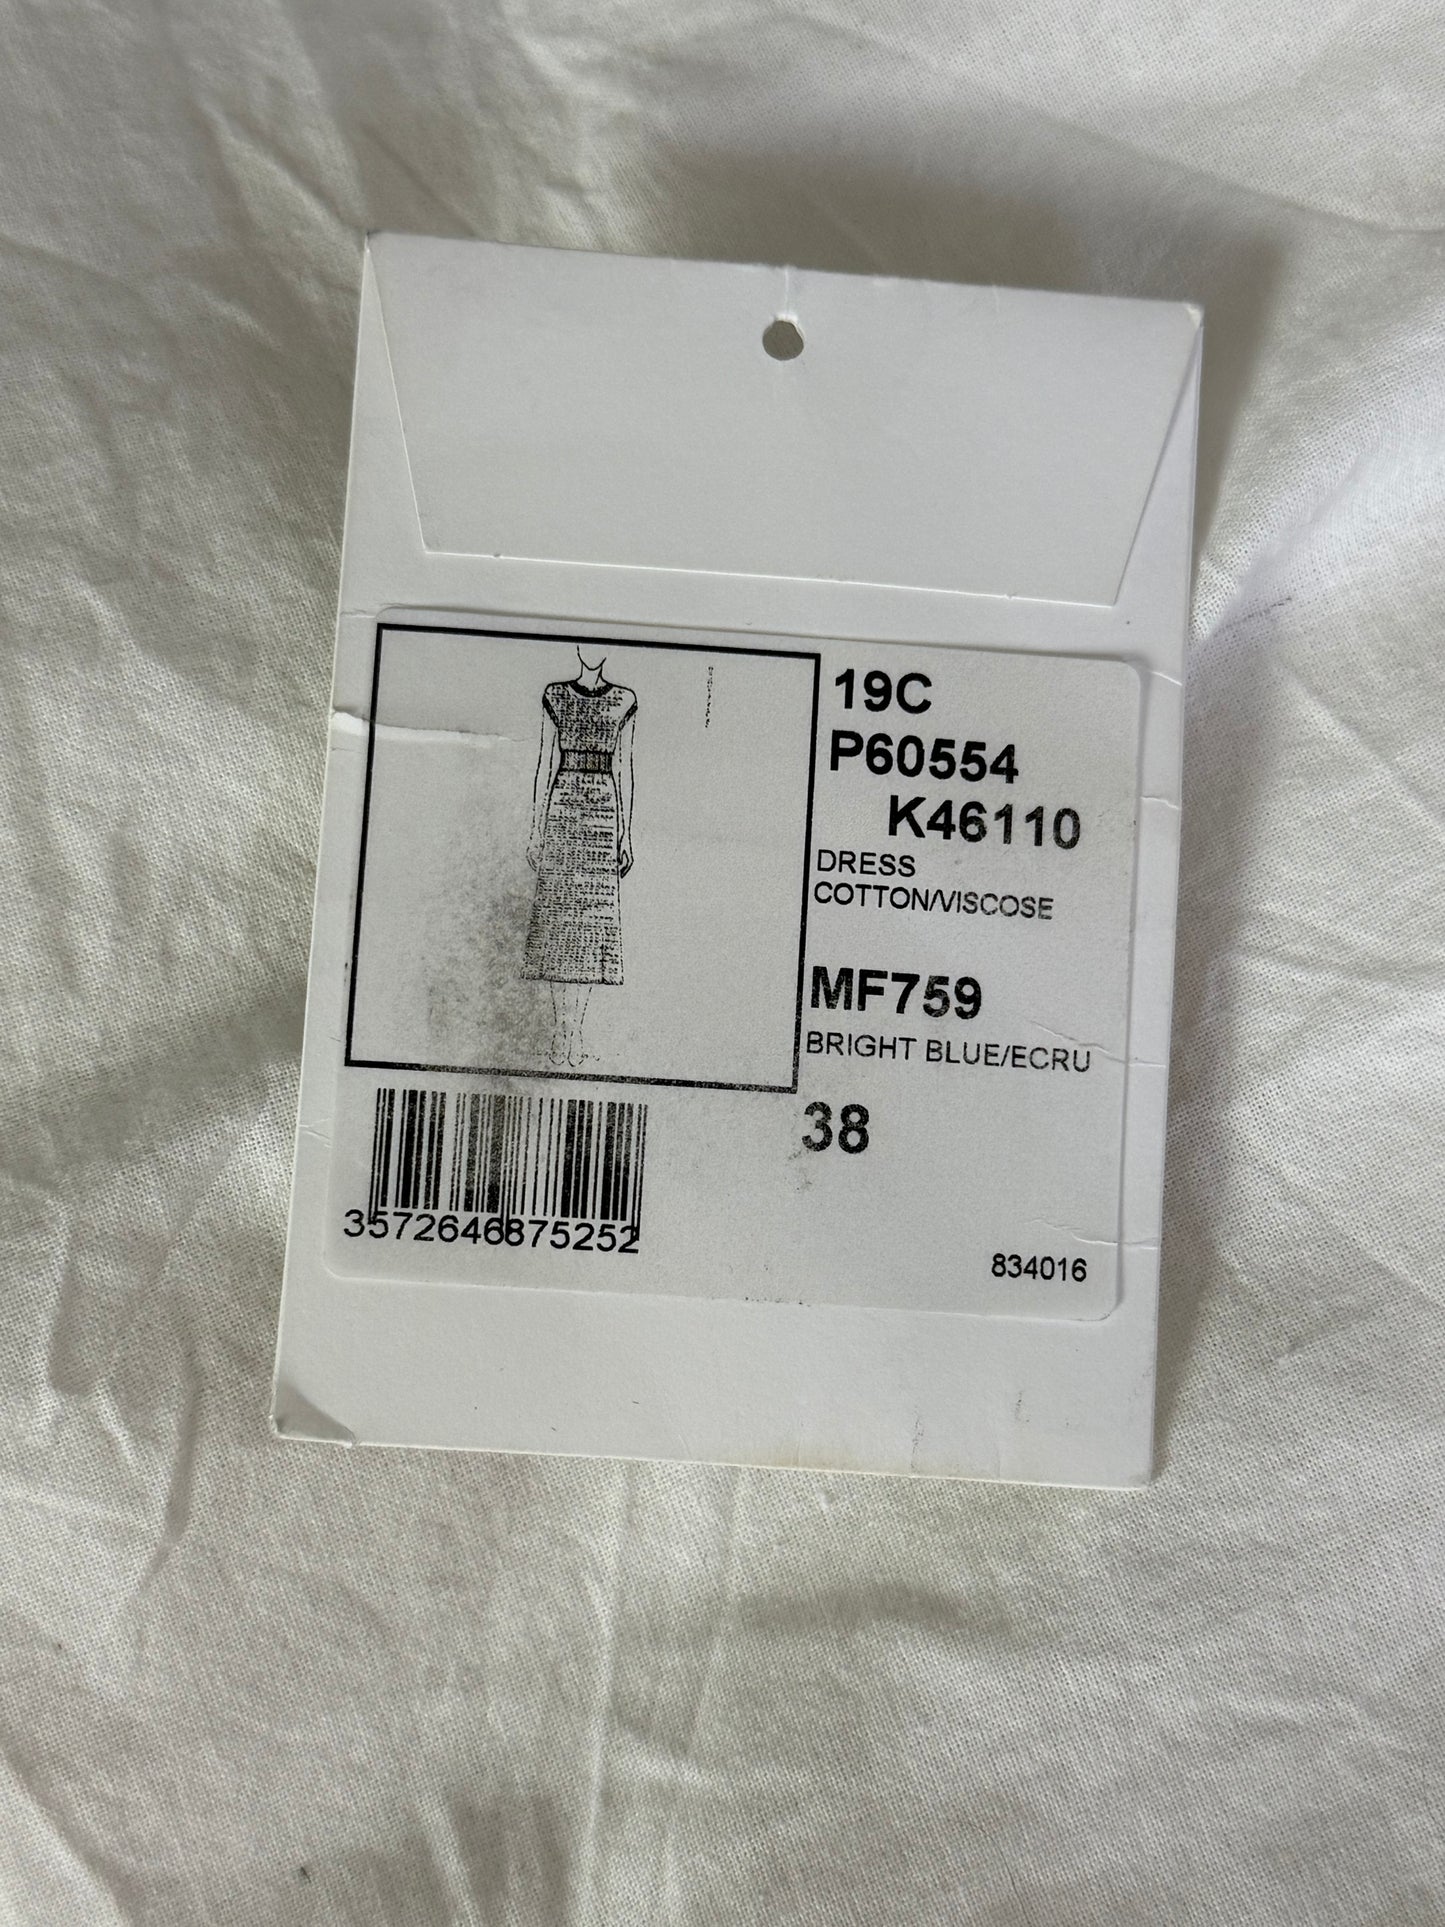 19C
P60554
K46110
DRESS
COTTON/VISCOSE
MF759
BRIGHT BLUE/ECRU
38
3572646875252
834016